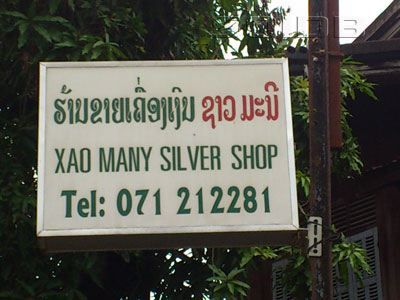 ຮ້ານຂາຍເຄື່ອງເງິນ ຊາວ ມະນີ
XAO MANY SILVER SHOP
Tel: 071 212281